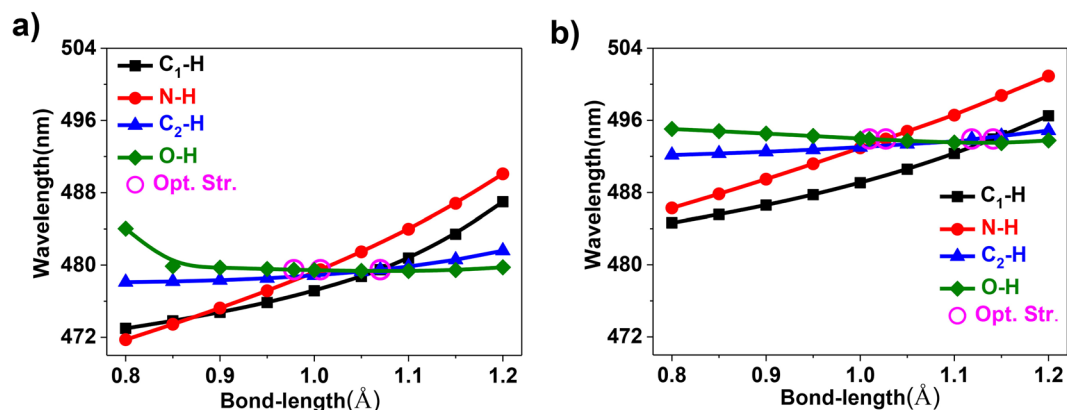 a)
504
496
488
480
472
Wavelength(nm)
C₁-H
N-H
C₂-H
O-H
Opt. Str.
0.8 0.9 1.0 1.1 1.2
Bond-length(Å)
b)
504
496
488
480
472
Wavelength(nm)
C₁-H
N-H
C₂-H
O-H
Opt. Str.
0.8 0.9 1.0 1.1 1.2
Bond-length(Å)